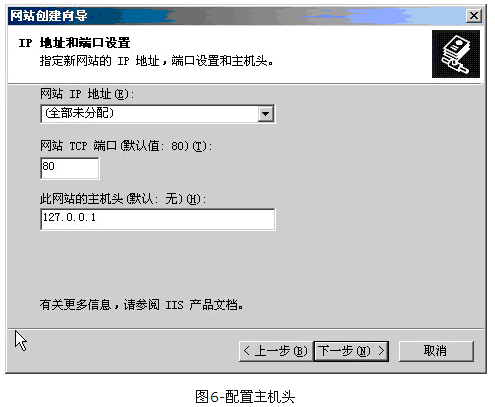 网站创建向导
IP 地址和端口设置
指定新网站的 IP 地址，端口设置和主机头。
网站 IP 地址(E):
(全部未分配)
网站 TCP 端口(默认值: 80)(T):
80
此网站的主机头(默认: 无)(H):
127.0.0.1
有关更多信息，请参阅 IIS 产品文档。
< 上一步(B) 下一步(N) > 取消
图6-配置主机头